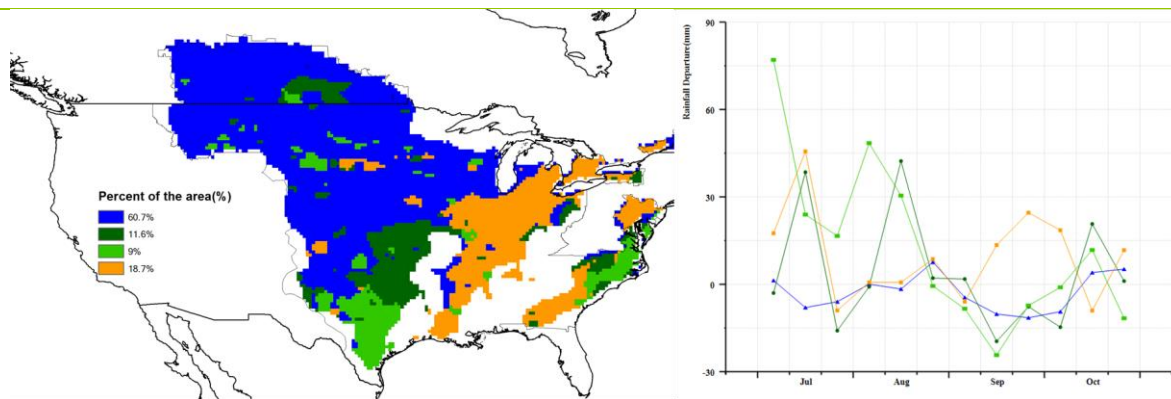 Percent of the area(%)
60.7%
11.6%
9%
18.7%
Rainfall Departure(mm)
90
60
30
0
-30
Jul
Aug
Sep
Oct